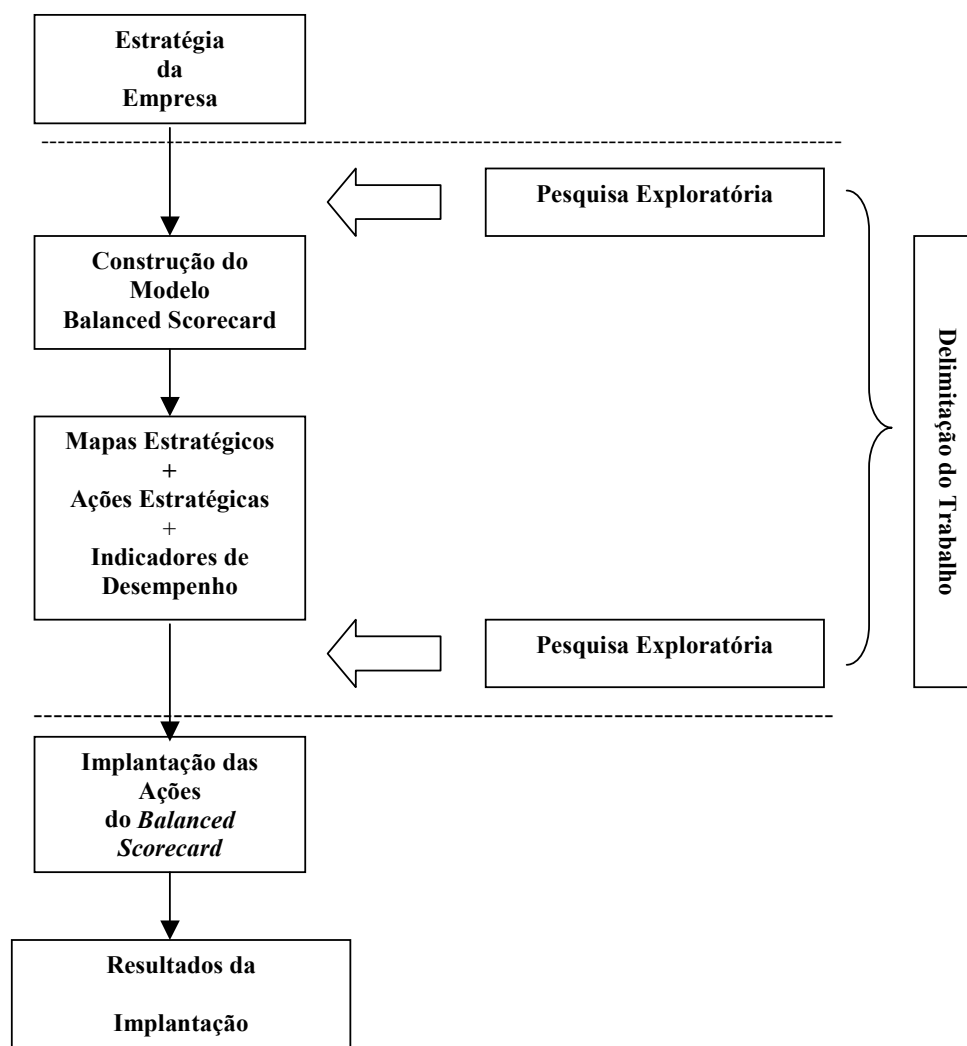 Estratégia
da
Empresa
Pesquisa Exploratória
Construção do
Modelo
Balanced Scorecard
Mapas Estratégicos
+
Ações Estratégicas
+
Indicadores de
Desempenho
Pesquisa Exploratória
Delimitação do Trabalho
Implantação das
Ações
do Balanced
Scorecard
Resultados da
Implantação